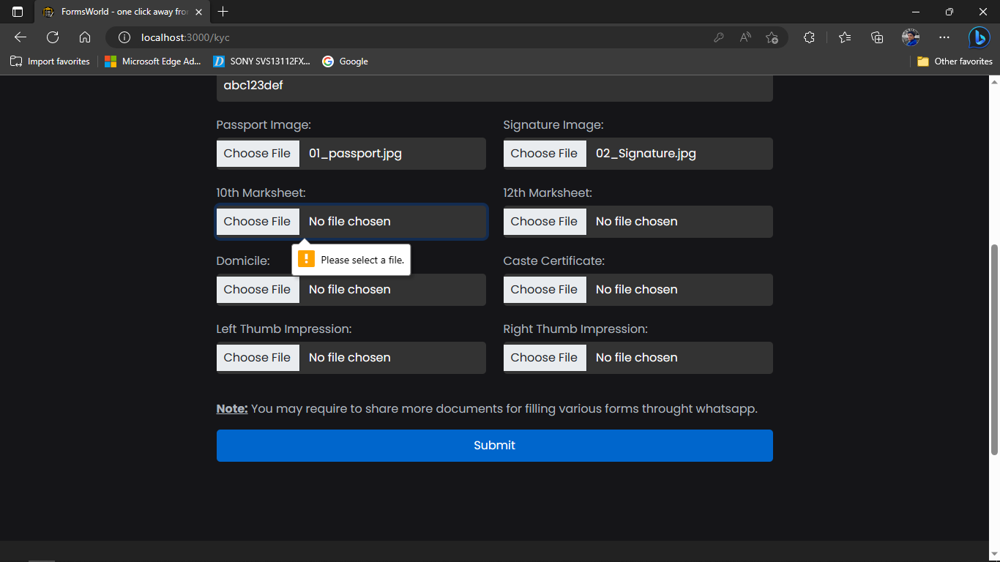 FormsWorld - one click away fro
localhost:3000/kyc
Import favorites
Microsoft Edge Ad...
SONY SVS13112FX...
Google
Other favorites
abc123def
Passport Image:
Signature Image:
Choose File 01_passport.jpg
Choose File 02_Signature.jpg
10th Marksheet:
12th Marksheet:
Choose File No file chosen
Choose File No file chosen
Please select a file.
Domicile:
Caste Certificate:
Choose File No file chosen
Choose File No file chosen
Left Thumb Impression:
Right Thumb Impression:
Choose File No file chosen
Choose File No file chosen
Note: You may require to share more documents for filling various forms throught whatsapp.
Submit